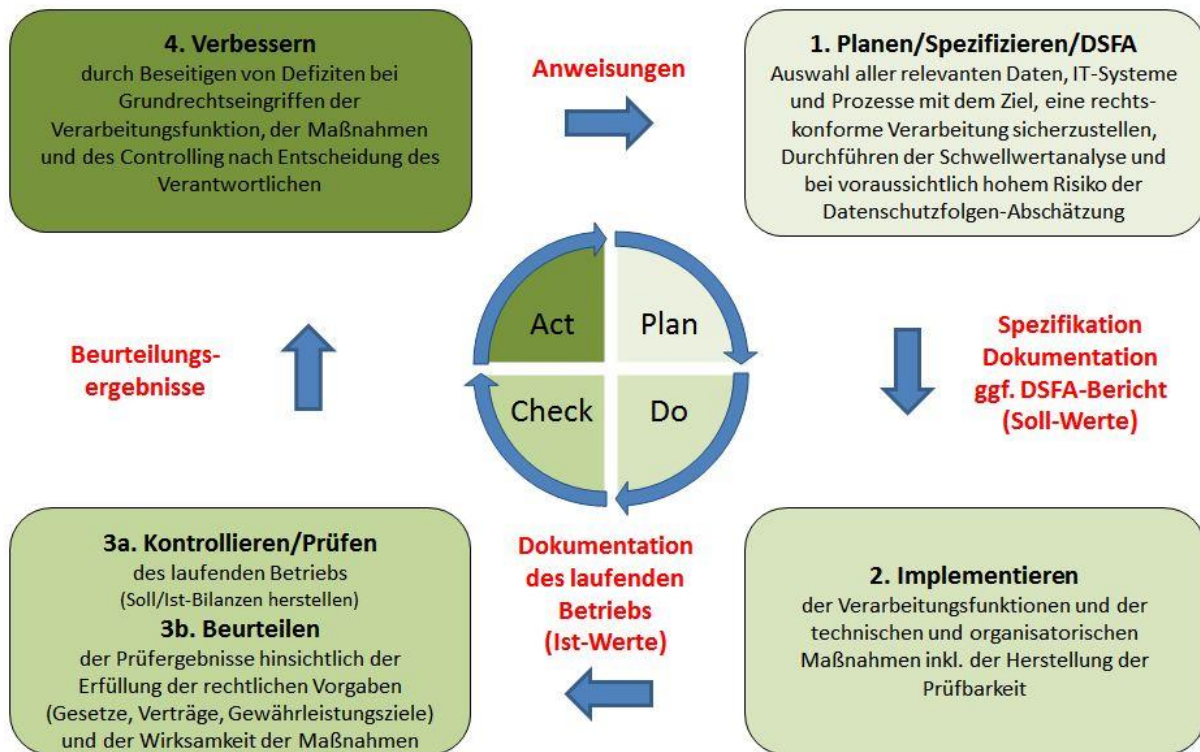 4. Verbessern
durch Beseitigen von Defiziten bei
Grundrechtseingriffen der
Verarbeitungsfunktion, der Maßnahmen
und des Controlling nach Entscheidung des
Verantwortlichen
Anweisungen
1. Planen/Spezifizieren/DSFA
Auswahl aller relevanten Daten, IT-Systeme
und Prozesse mit dem Ziel, eine rechts-
konforme Verarbeitung sicherzustellen,
Durchführen der Schwellwertanalyse und
bei voraussichtlich hohem Risiko der
Datenschutzfolgen-Abschätzung
Act
Plan
Check
Do
Beurteilungs-
ergebnisse
Spezifikation
Dokumentation
ggf. DSFA-Bericht
(Soll-Werte)
3a. Kontrollieren/Prüfen
des laufenden Betriebs
(Soll/Ist-Bilanzen herstellen)
3b. Beurteilen
der Prüfergebnisse hinsichtlich der
Erfüllung der rechtlichen Vorgaben
(Gesetze, Verträge, Gewährleistungsziele)
und der Wirksamkeit der Maßnahmen
Dokumentation
des laufenden
Betriebs
(Ist-Werte)
2. Implementieren
der Verarbeitungsfunktionen und der
technischen und organisatorischen
Maßnahmen inkl. der Herstellung der
Prüfbarkeit